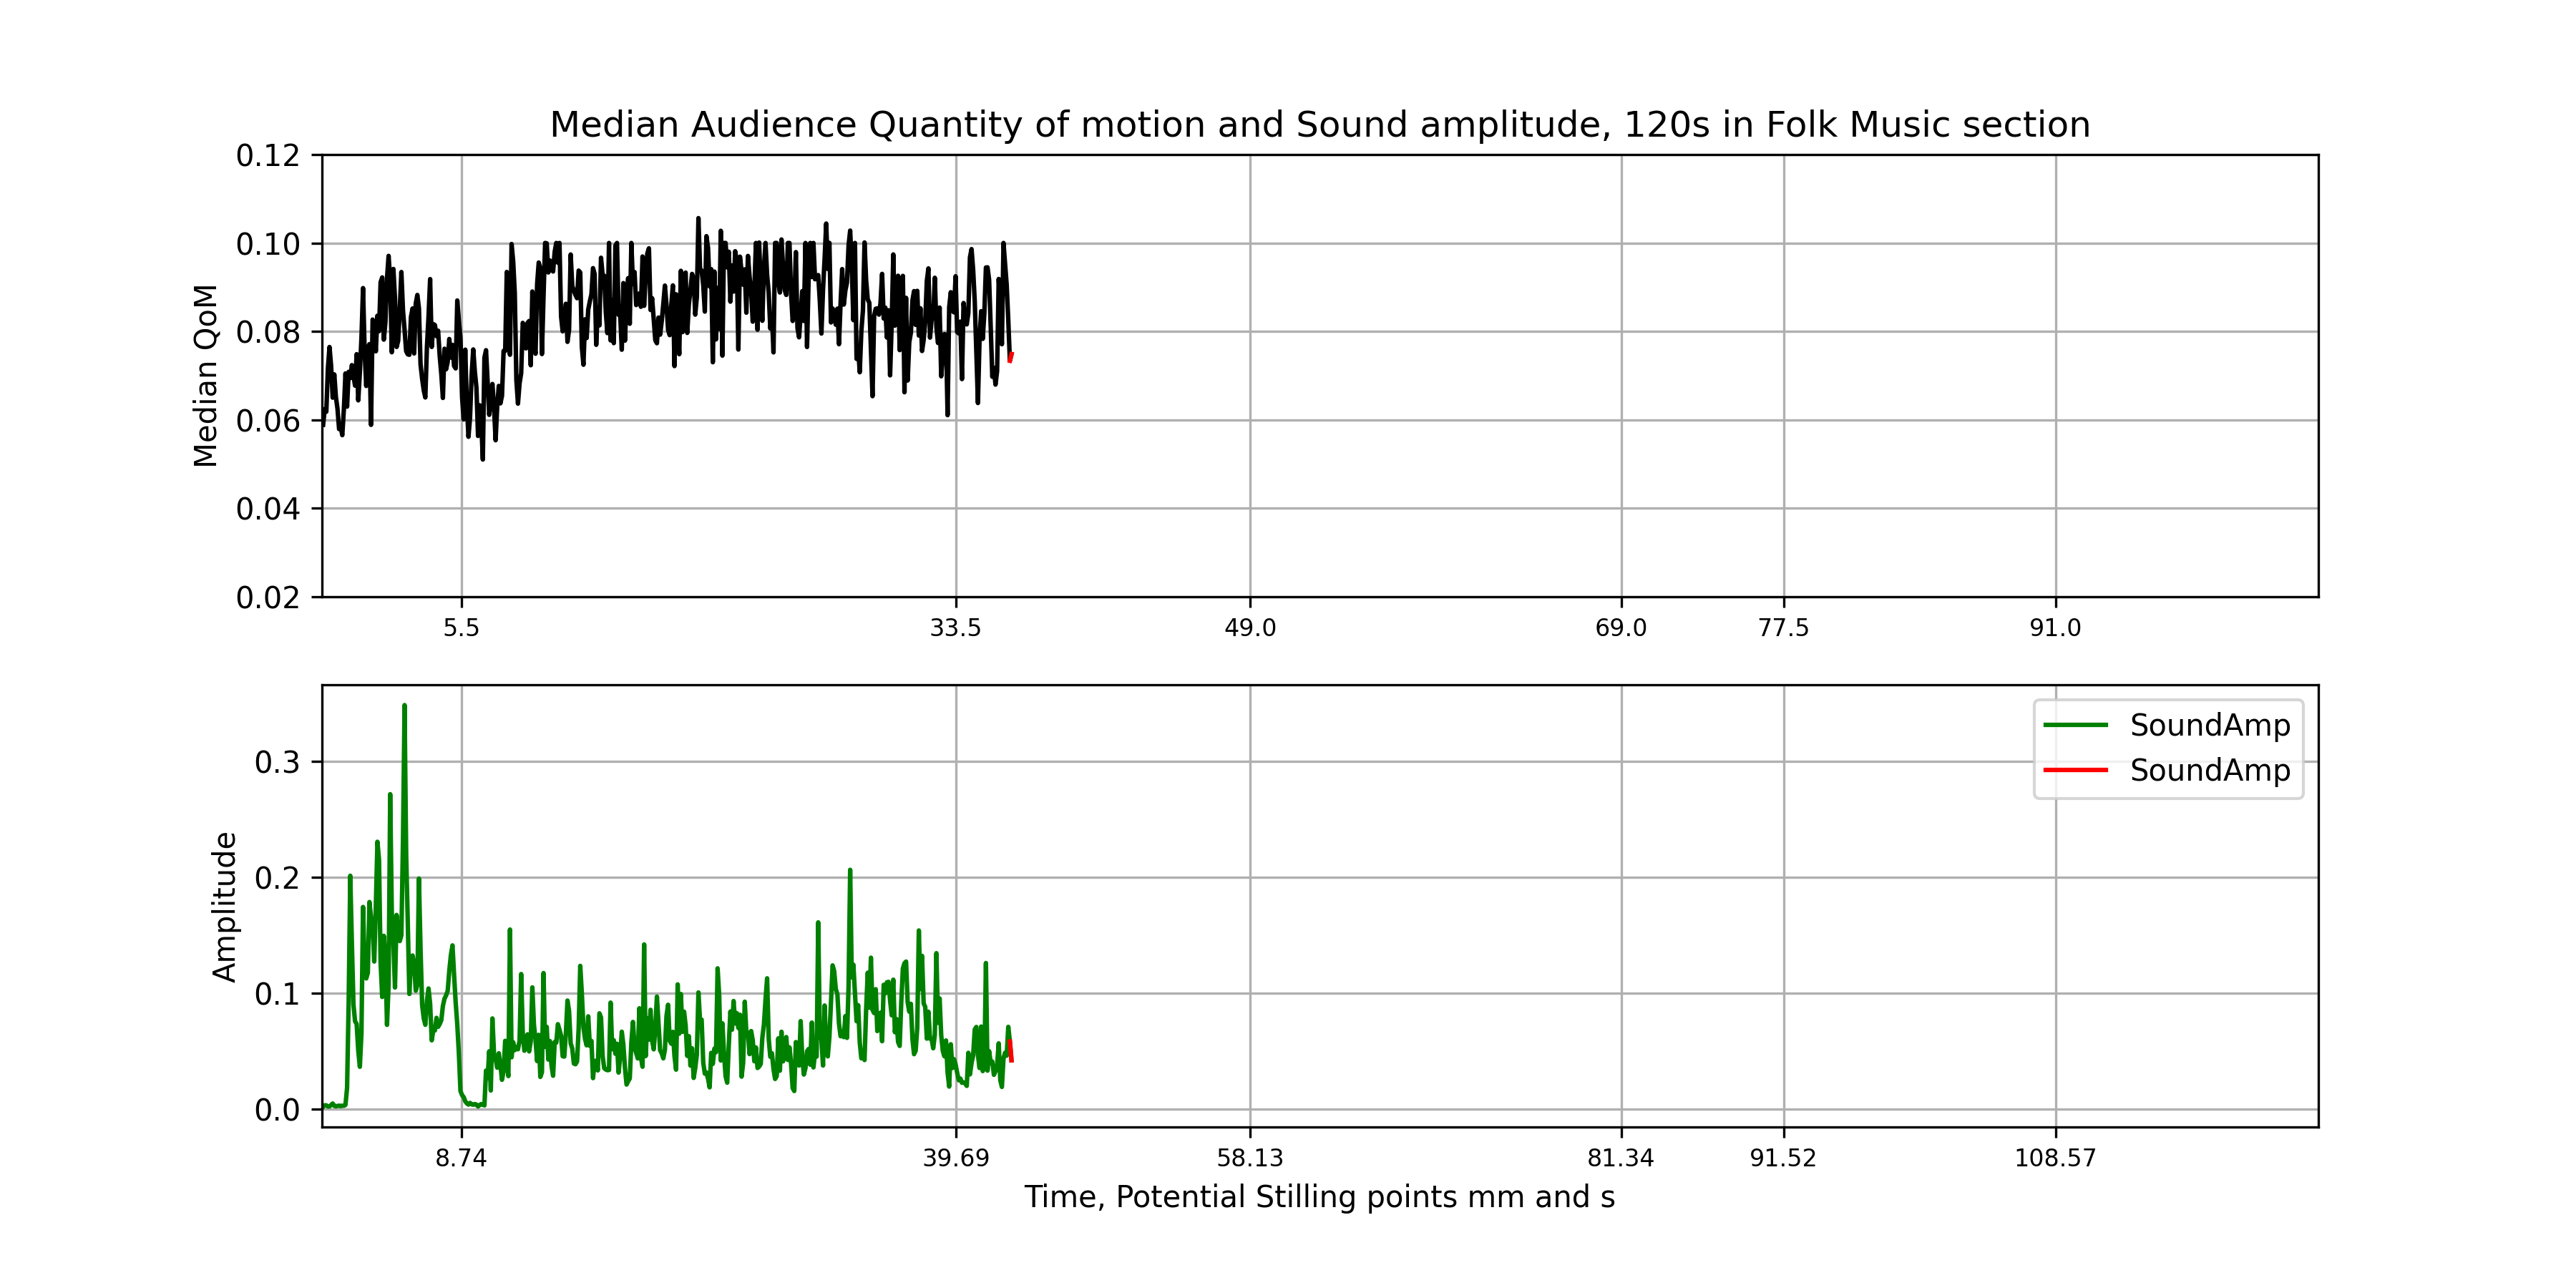 Median Audience Quantity of motion and Sound amplitude, 120s in Folk Music section
0.12
0.10
0.08
0.06
0.04
0.02
Median QoM
5.5 33.5 49.0 69.0 77.5 91.0
SoundAmp
SoundAmp
0.3
0.2
0.1
0.0
Amplitude
8.74 39.69 58.13 81.34 91.52 108.57
Time, Potential Stilling points mm and s